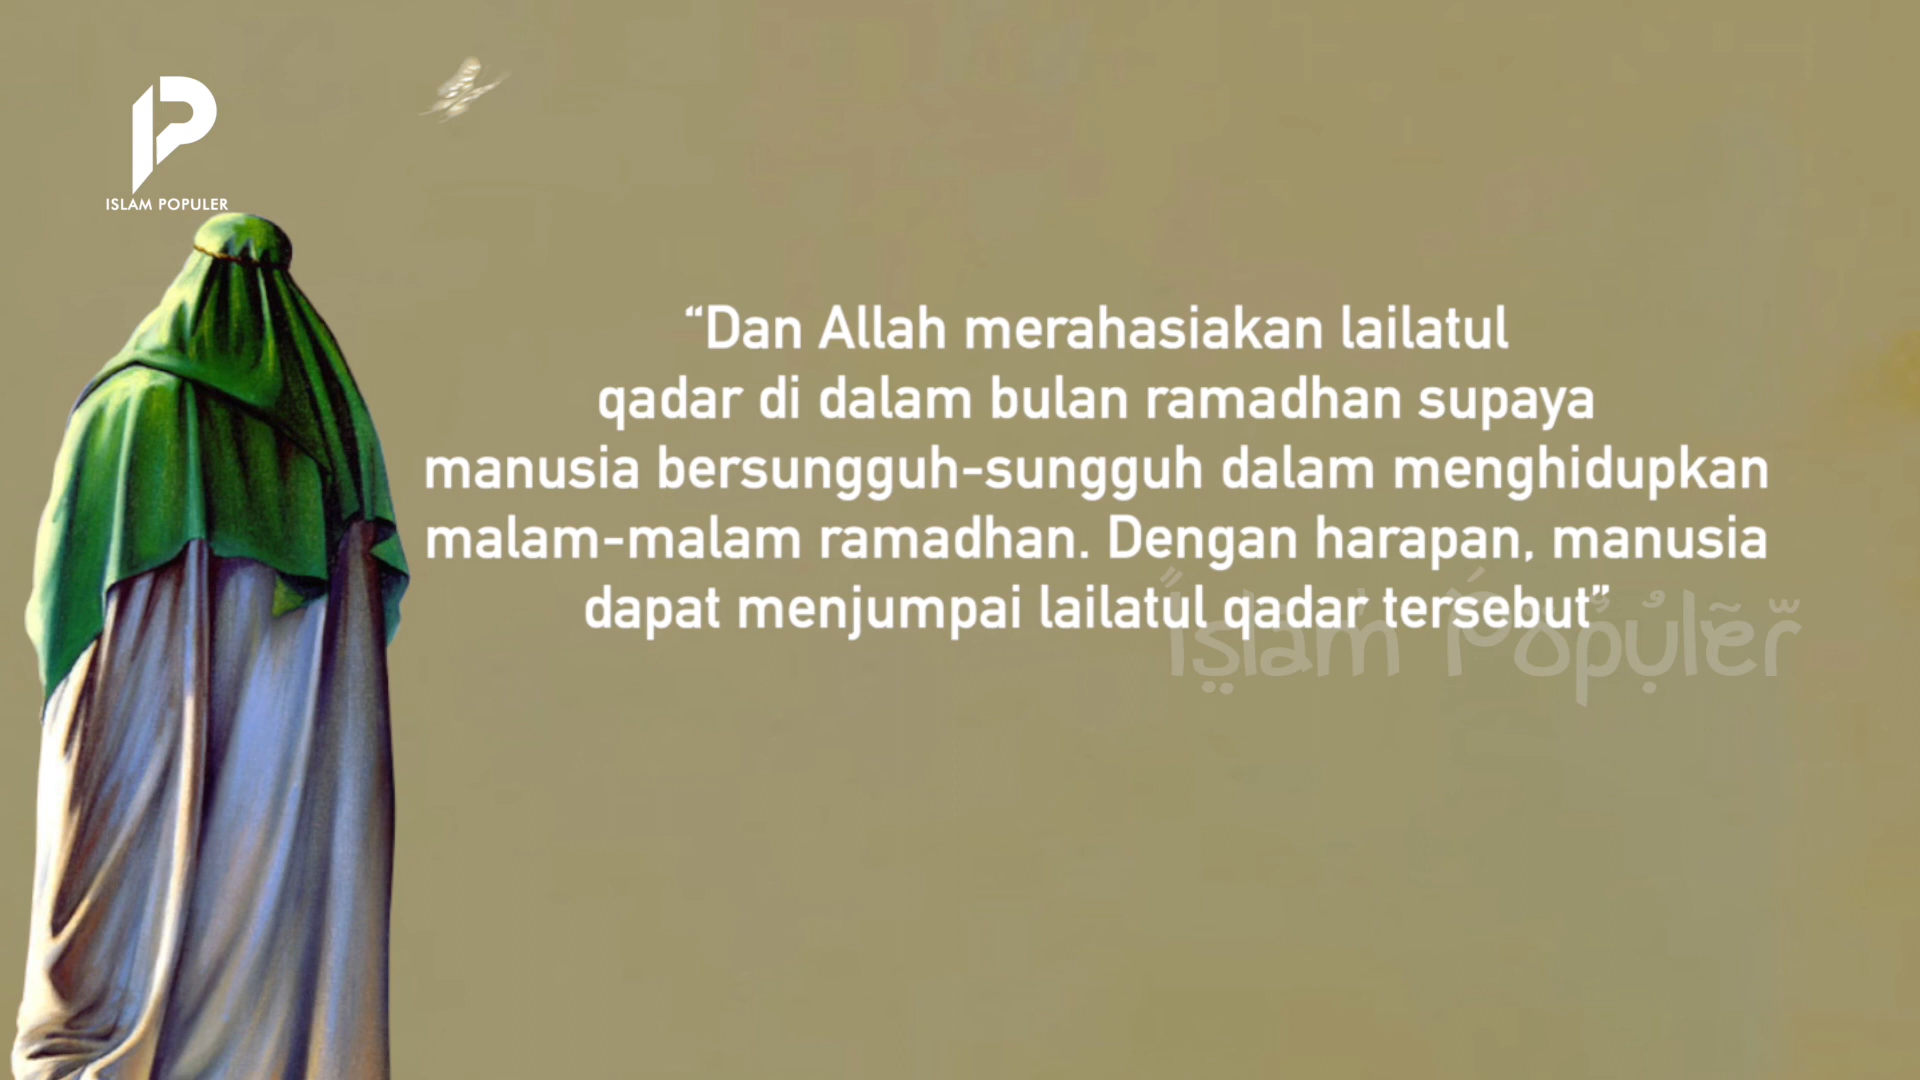 ISLAM POPULER
“Dan Allah merahasiakan lailatul
qadar di dalam bulan ramadhan supaya
manusia bersungguh-sungguh dalam menghidupkan
malam-malam ramadhan. Dengan harapan, manusia
dapat menjumpai lailatul qadar tersebut”
Islam Populer